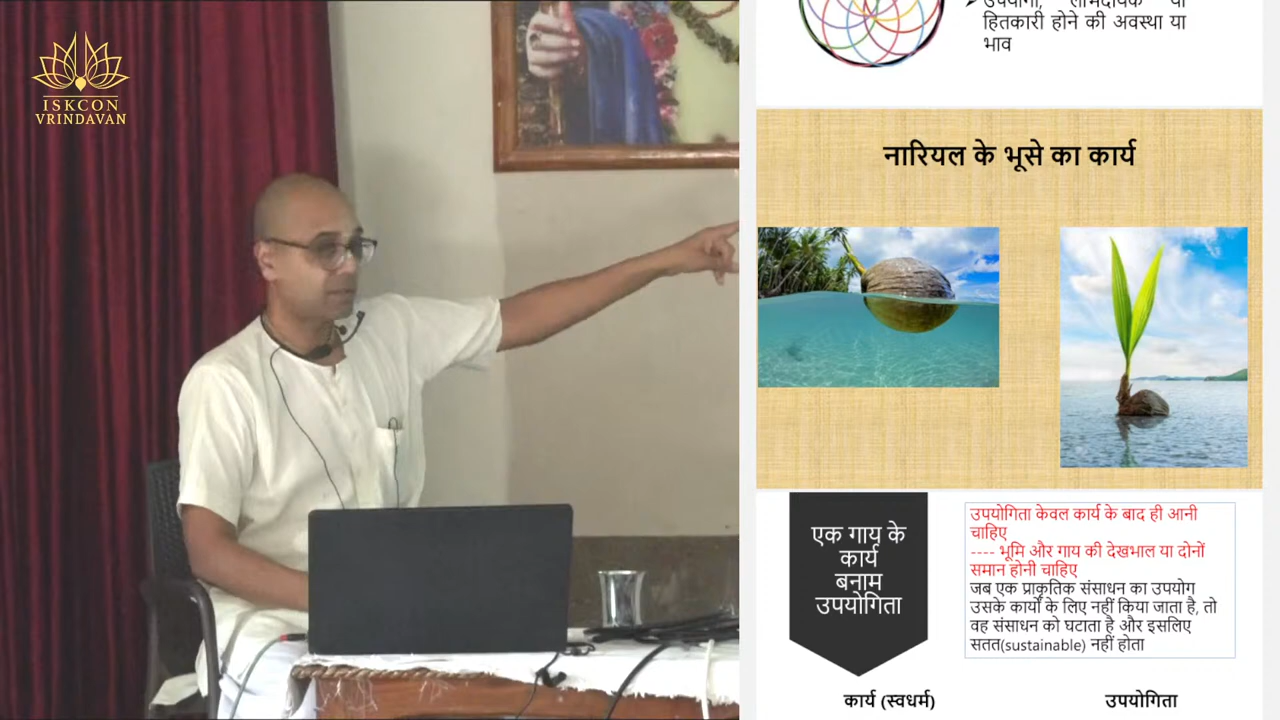 ISKCON
VRINDAVAN
हितकारी होने की अवस्था या
भाव
नारियल के भूसे का कार्य
एक गाय के
कार्य
बनाम
उपयोगिता
उपयोगिता केवल कार्य के बाद ही आनी
चाहिए
---- भूमि और गाय की देखभाल या दोनों
समान होनी चाहिए
जब एक प्राकृतिक संसाधन का उपयोग
उसके कार्यों के लिए नहीं किया जाता है, तो
वह संसाधन को घटाता है और इसलिए
सतत(sustainable) नहीं होता
कार्य (स्वधर्म)
उपयोगिता